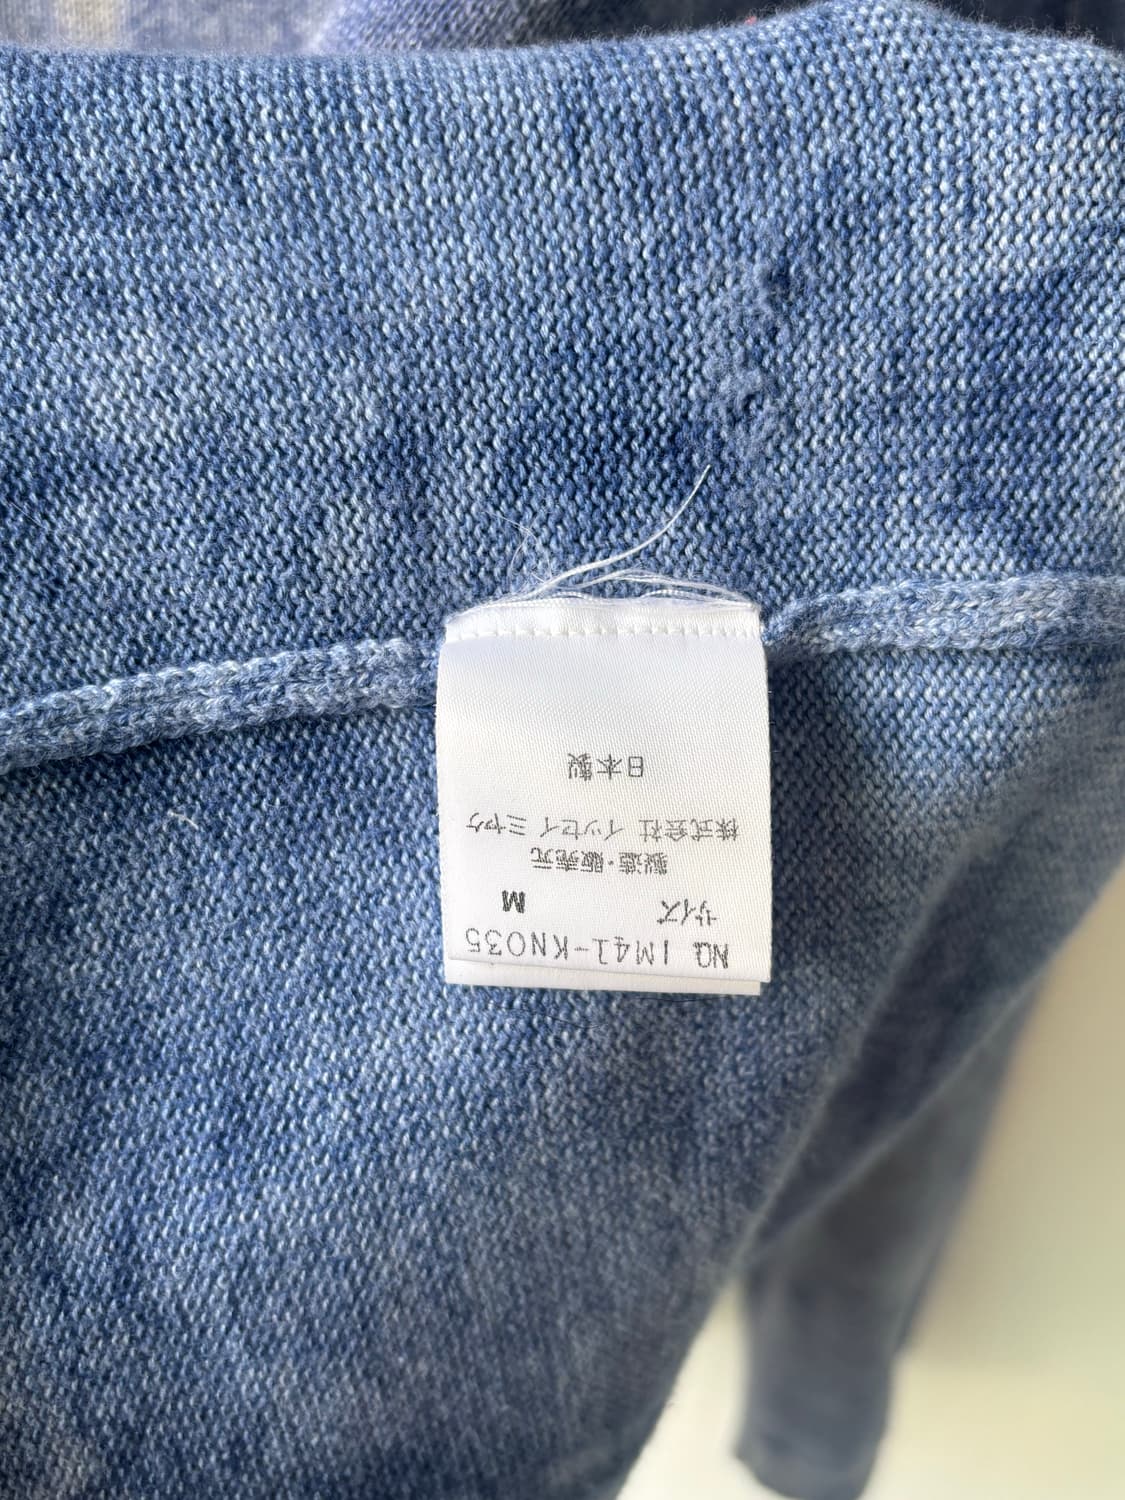 NO IM41-KN035
サイズ M
製造・販売元
株式会社 イッセイ ミヤケ
日本製